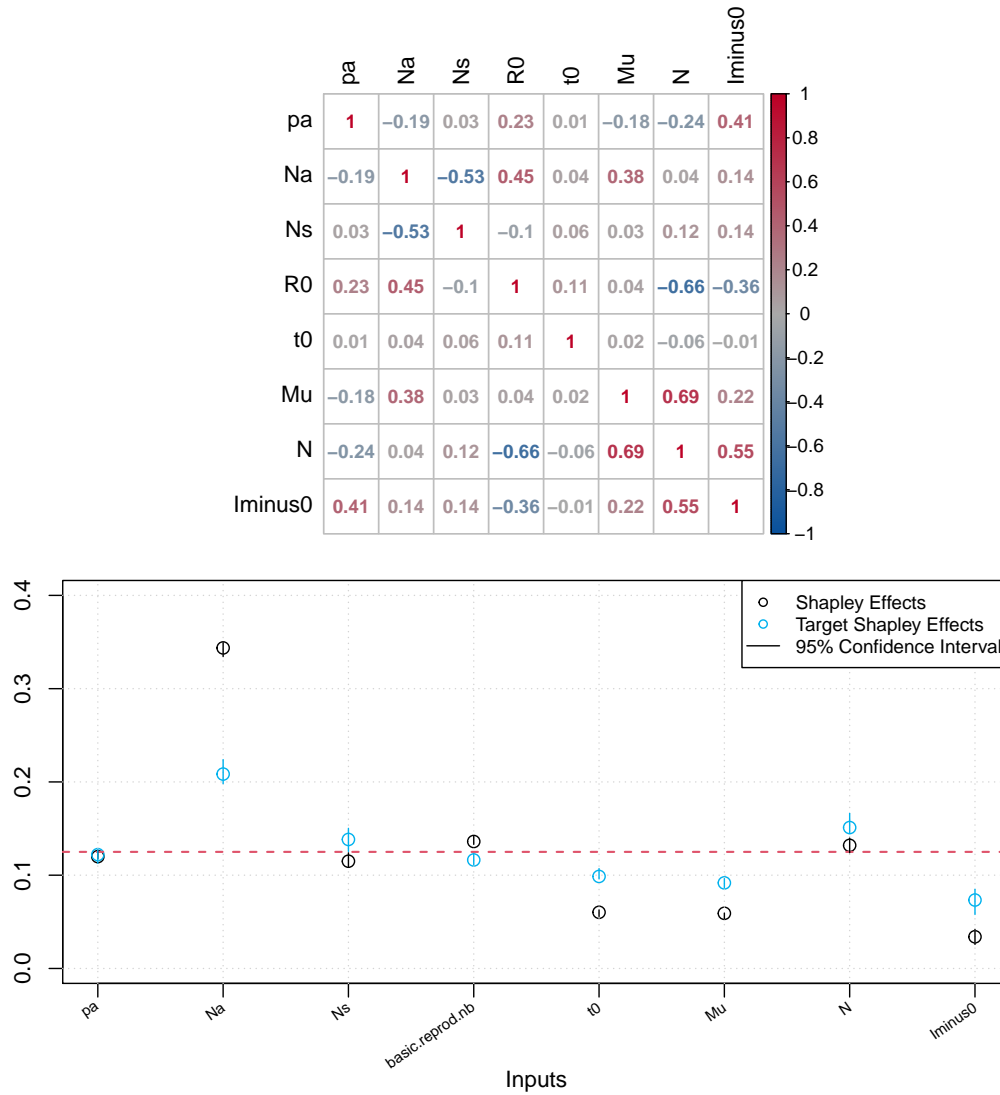 pa Na Ns R0 t0 Mu N Iminus0
pa 1 −0.19 0.03 0.23 0.01 −0.18 −0.24 0.41
Na −0.19 1 −0.53 0.45 0.04 0.38 0.04 0.14
Ns 0.03 −0.53 1 −0.1 0.06 0.03 0.12 0.14
R0 0.23 0.45 −0.1 1 0.11 0.04 −0.66 −0.36
t0 0.01 0.04 0.06 0.11 1 0.02 −0.06 −0.01
Mu −0.18 0.38 0.03 0.04 0.02 1 0.69 0.22
N −0.24 0.04 0.12 −0.66 −0.06 0.69 1 0.55
Iminus0 0.41 0.14 0.14 −0.36 −0.01 0.22 0.55 1
1
0.8
0.6
0.4
0.2
0
−0.2
−0.4
−0.6
−0.8
−1
0.4
0.3
0.2
0.1
0.0
Shapley Effects
Target Shapley Effects
95% Confidence Interval
pa Na Ns basic.reprod.nb t0 Mu N Iminus0
Inputs